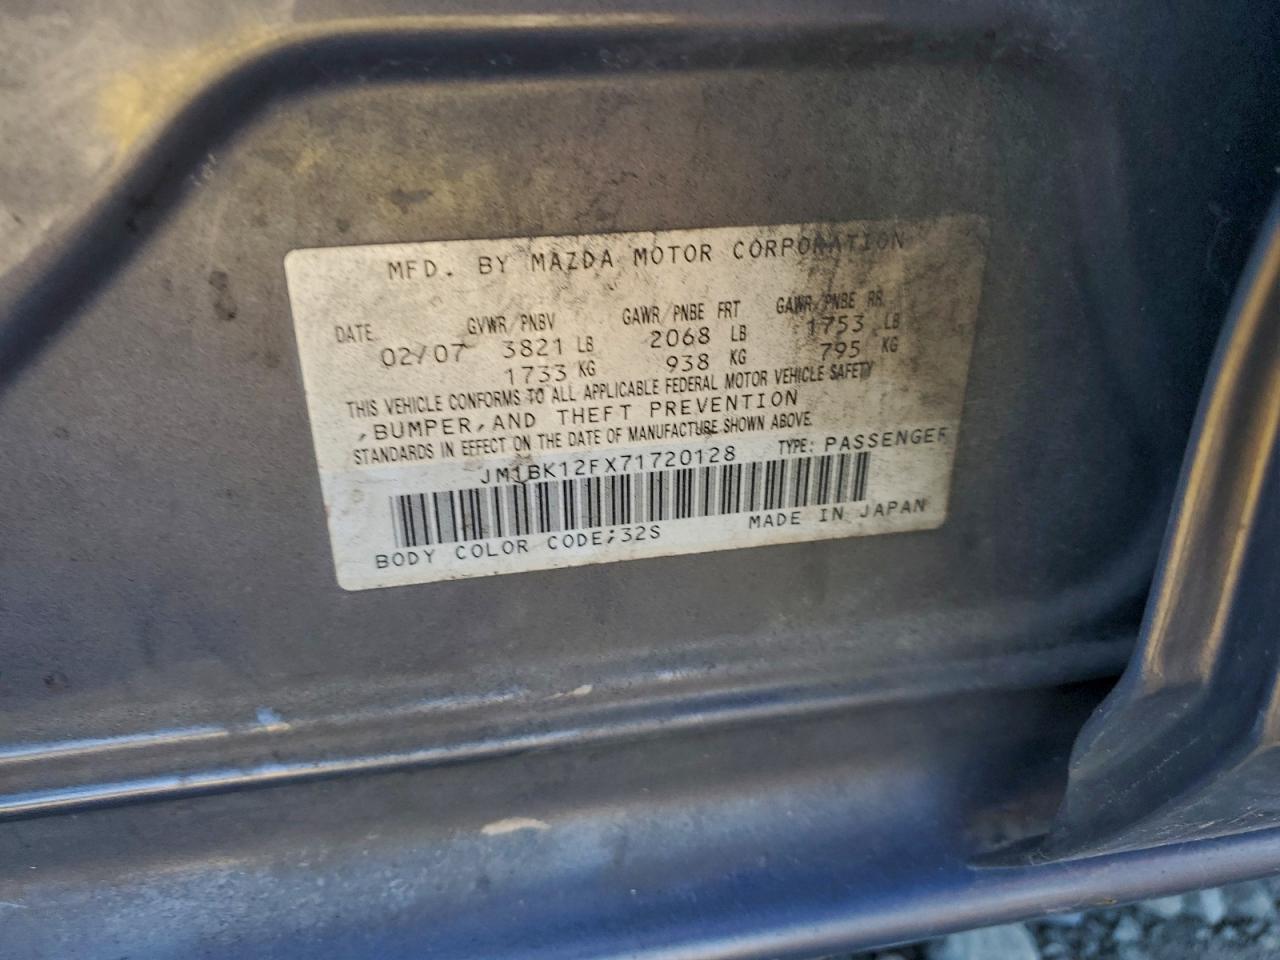 MFD. BY MAZDA MOTOR CORPORATION
DATE GVWR/PNBV GAWR/PNBE FRT GAWR/PNBE RR
02/07 3821 LB 2068 LB 1753 LB
1733 KG 938 KG 795 KG
THIS VEHICLE CONFORMS TO ALL APPLICABLE FEDERAL MOTOR VEHICLE SAFETY
,BUMPER,AND THEFT PREVENTION
STANDARDS IN EFFECT ON THE DATE OF MANUFACTURE SHOWN ABOVE.
JM1BK12FX71720128 TYPE: PASSENGER
BODY COLOR CODE;32S MADE IN JAPAN